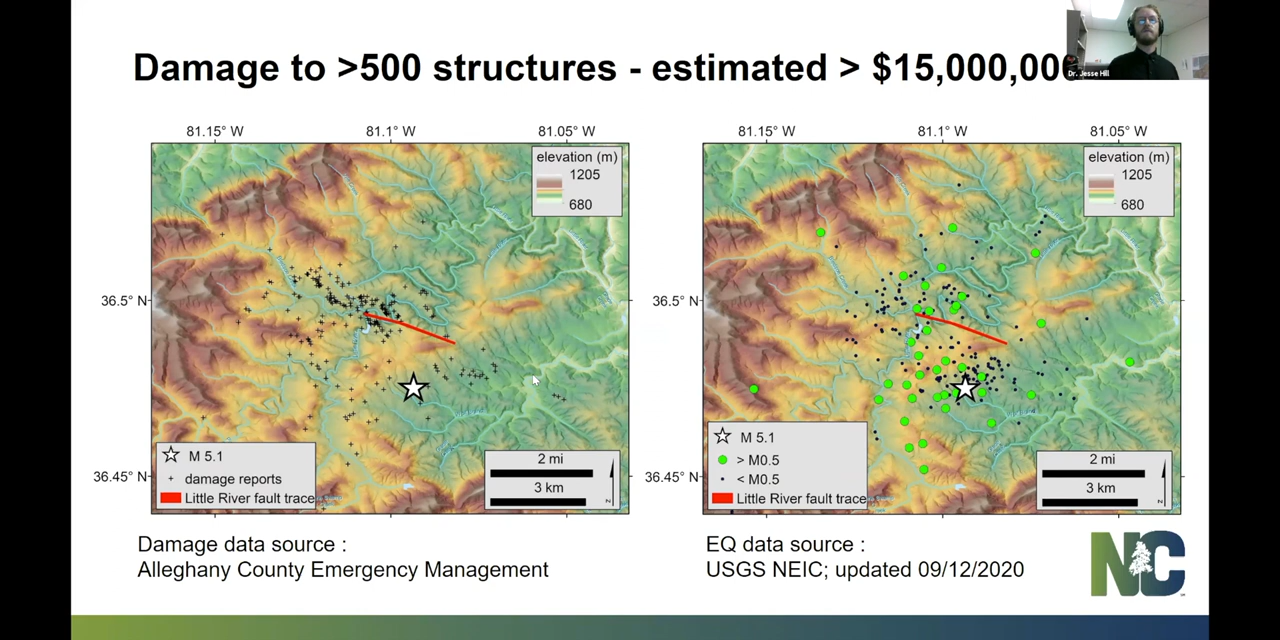 Damage to >500 structures - estimated > $15,000,00
Dr. Jesse Hill
81.15° W 81.1° W 81.05° W
36.5° N
36.45° N
elevation (m)
1205
680
M 5.1
damage reports
Little River fault trace
2 mi
3 km
N
Damage data source :
Alleghany County Emergency Management
81.15° W 81.1° W 81.05° W
36.5° N
36.45° N
elevation (m)
1205
680
M 5.1
> M0.5
< M0.5
Little River fault trace
2 mi
3 km
N
EQ data source :
USGS NEIC; updated 09/12/2020
NC